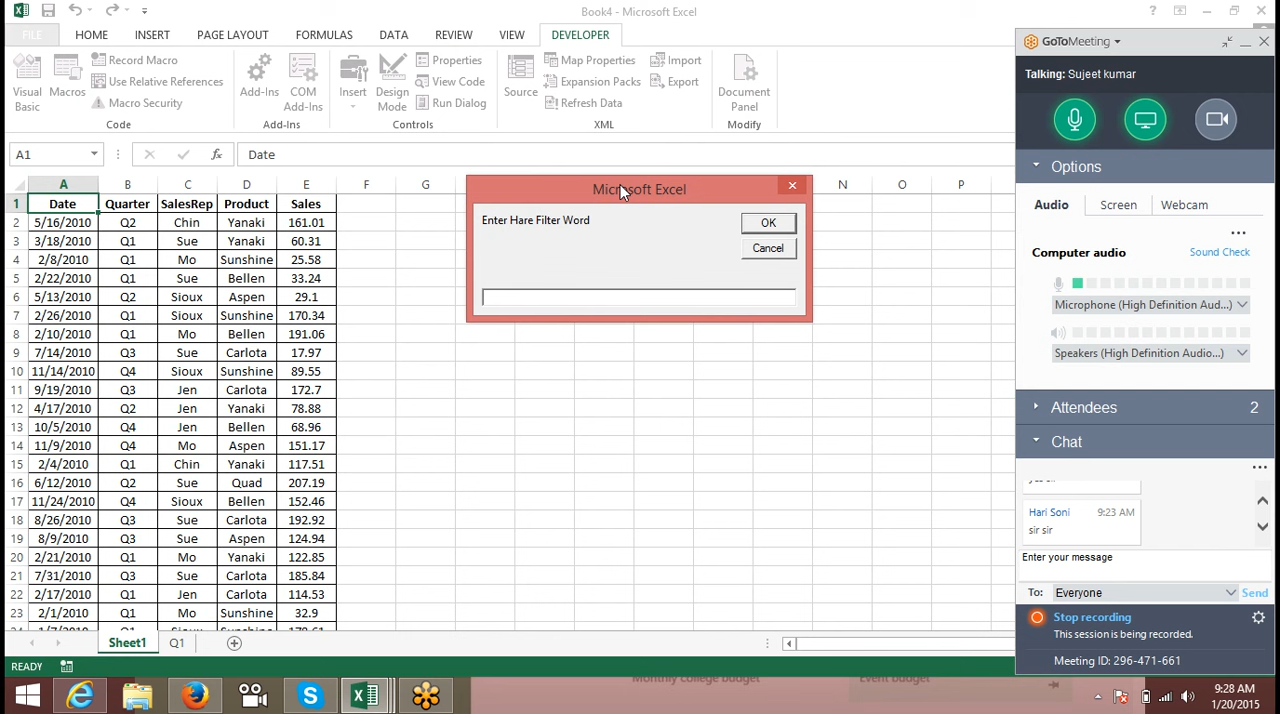 Book4 - Microsoft Excel
FILE HOME INSERT PAGE LAYOUT FORMULAS DATA REVIEW VIEW DEVELOPER
Visual Basic
Macros
Record Macro
Use Relative References
Macro Security
Code
Add-Ins
COM Add-Ins
Add-Ins
Insert
Design Mode
Properties
View Code
Run Dialog
Controls
Source
Map Properties
Expansion Packs
Refresh Data
Import
Export
XML
Document Panel
Modify
A1 fx Date
A B C D E F G N O P
1 Date Quarter SalesRep Product Sales
2 5/16/2010 Q2 Chin Yanaki 161.01
3 3/18/2010 Q1 Sue Yanaki 60.31
4 2/8/2010 Q1 Mo Sunshine 25.58
5 2/22/2010 Q1 Sue Bellen 33.24
6 5/13/2010 Q2 Sioux Aspen 29.1
7 2/26/2010 Q1 Sioux Sunshine 170.34
8 2/10/2010 Q1 Mo Bellen 191.06
9 7/14/2010 Q3 Sue Carlota 17.97
10 11/14/2010 Q4 Sioux Sunshine 89.55
11 9/19/2010 Q3 Jen Carlota 172.7
12 4/17/2010 Q2 Jen Yanaki 78.88
13 10/5/2010 Q4 Jen Bellen 68.96
14 11/9/2010 Q4 Mo Aspen 151.17
15 2/4/2010 Q1 Chin Yanaki 117.51
16 6/12/2010 Q2 Sue Quad 207.19
17 11/24/2010 Q4 Sioux Bellen 152.46
18 8/26/2010 Q3 Sue Carlota 192.92
19 8/9/2010 Q3 Sue Aspen 124.94
20 2/21/2010 Q1 Mo Yanaki 122.85
21 7/31/2010 Q3 Sue Carlota 185.84
22 2/17/2010 Q1 Jen Carlota 114.53
23 2/1/2010 Q1 Mo Sunshine 32.9
Microsoft Excel
Enter Hare Filter Word
OK
Cancel
Sheet1 Q1
READY
GoToMeeting
Talking: Sujeet kumar
Options
Audio Screen Webcam
Computer audio Sound Check
Microphone (High Definition Aud...)
Speakers (High Definition Audio...)
Attendees 2
Chat
Hari Soni 9:23 AM
sir sir
Enter your message
To: Everyone Send
Stop recording
This session is being recorded.
Meeting ID: 296-471-661
Monthly college budget
Event budget
9:28 AM
1/20/2015